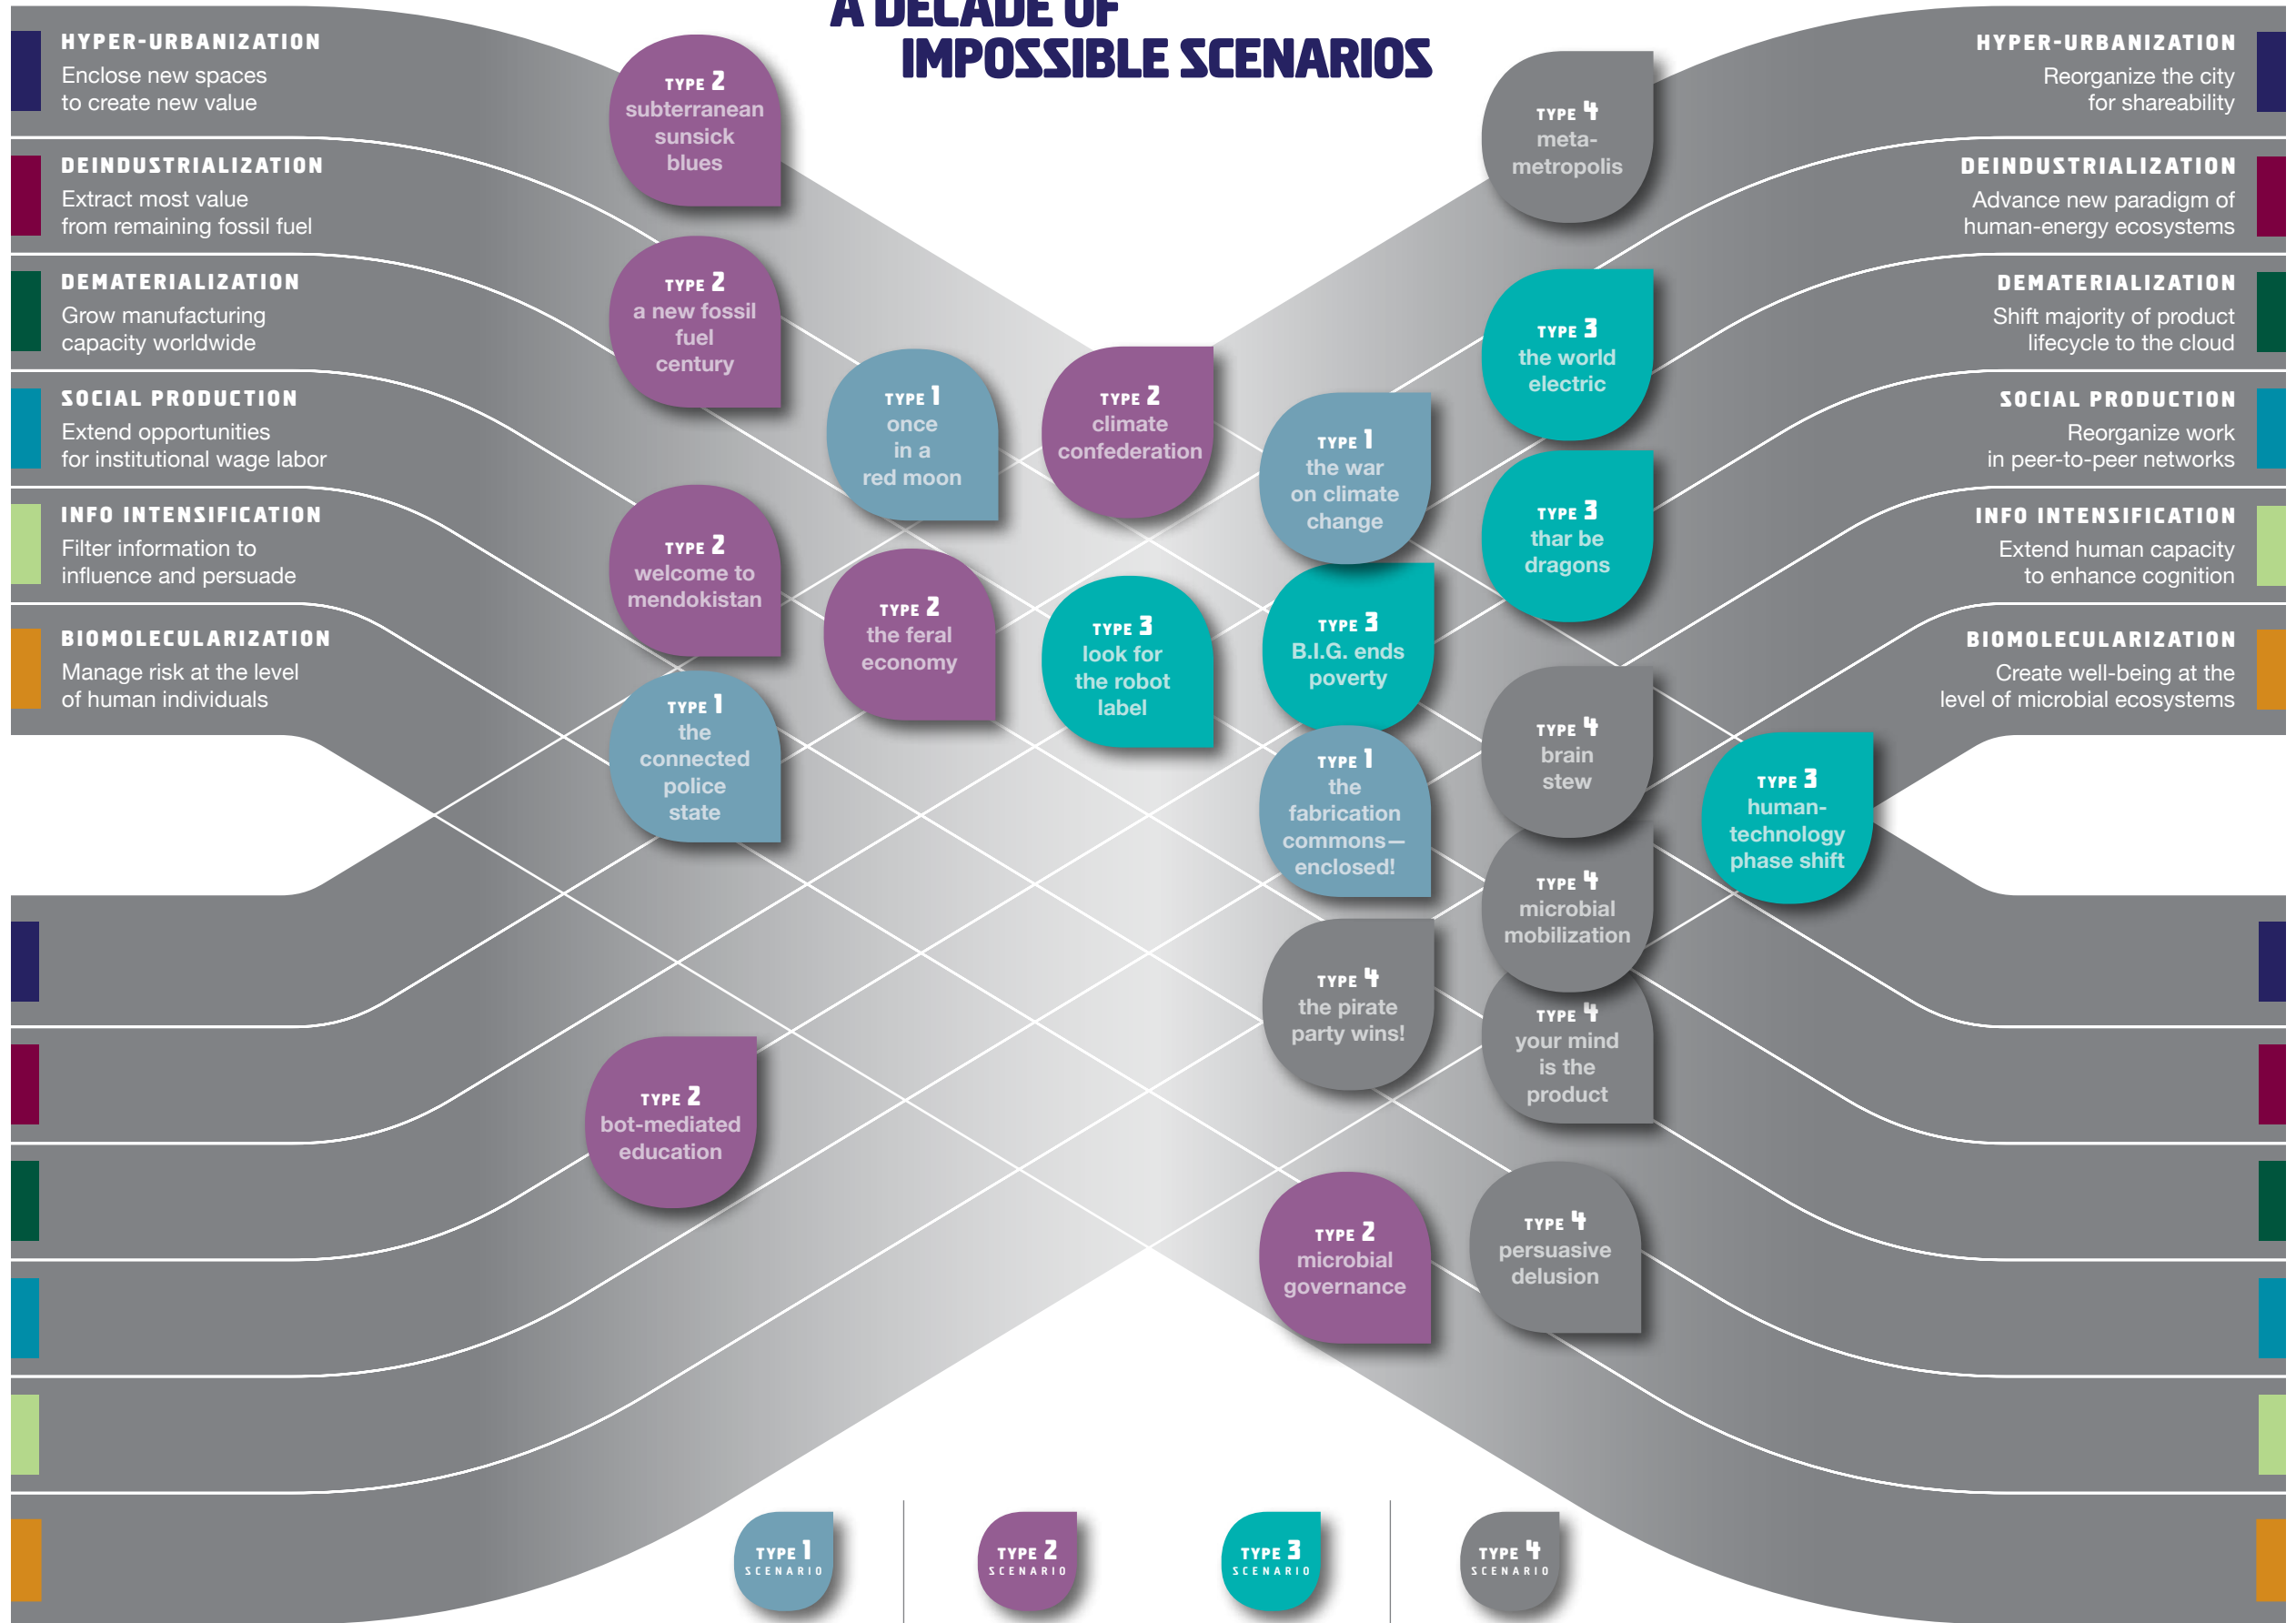 A DECADE OF
IMPOSSIBLE SCENARIOS
HYPER-URBANIZATION
Enclose new spaces
to create new value
DEINDUSTRIALIZATION
Extract most value
from remaining fossil fuel
DEMATERIALIZATION
Grow manufacturing
capacity worldwide
SOCIAL PRODUCTION
Extend opportunities
for institutional wage labor
INFO INTENSIFICATION
Filter information to
influence and persuade
BIOMOLECULARIZATION
Manage risk at the level
of human individuals
TYPE 2
subterranean
sunsick
blues
TYPE 2
a new fossil
fuel
century
TYPE 2
welcome to
mendokistan
TYPE 1
the
connected
police
state
TYPE 2
bot-mediated
education
TYPE 1
once
in a
red moon
TYPE 2
the feral
economy
TYPE 2
climate
confederation
TYPE 3
look for
the robot
label
TYPE 1
the war
on climate
change
TYPE 3
B.I.G. ends
poverty
TYPE 1
the
fabrication
commons—
enclosed!
TYPE 4
the pirate
party wins!
TYPE 2
microbial
governance
TYPE 4
meta-
metropolis
TYPE 3
the world
electric
TYPE 3
thar be
dragons
TYPE 4
brain
stew
TYPE 4
microbial
mobilization
TYPE 4
your mind
is the
product
TYPE 4
persuasive
delusion
TYPE 3
human-
technology
phase shift
HYPER-URBANIZATION
Reorganize the city
for shareability
DEINDUSTRIALIZATION
Advance new paradigm of
human-energy ecosystems
DEMATERIALIZATION
Shift majority of product
lifecycle to the cloud
SOCIAL PRODUCTION
Reorganize work
in peer-to-peer networks
INFO INTENSIFICATION
Extend human capacity
to enhance cognition
BIOMOLECULARIZATION
Create well-being at the
level of microbial ecosystems
TYPE 1
SCENARIO
TYPE 2
SCENARIO
TYPE 3
SCENARIO
TYPE 4
SCENARIO